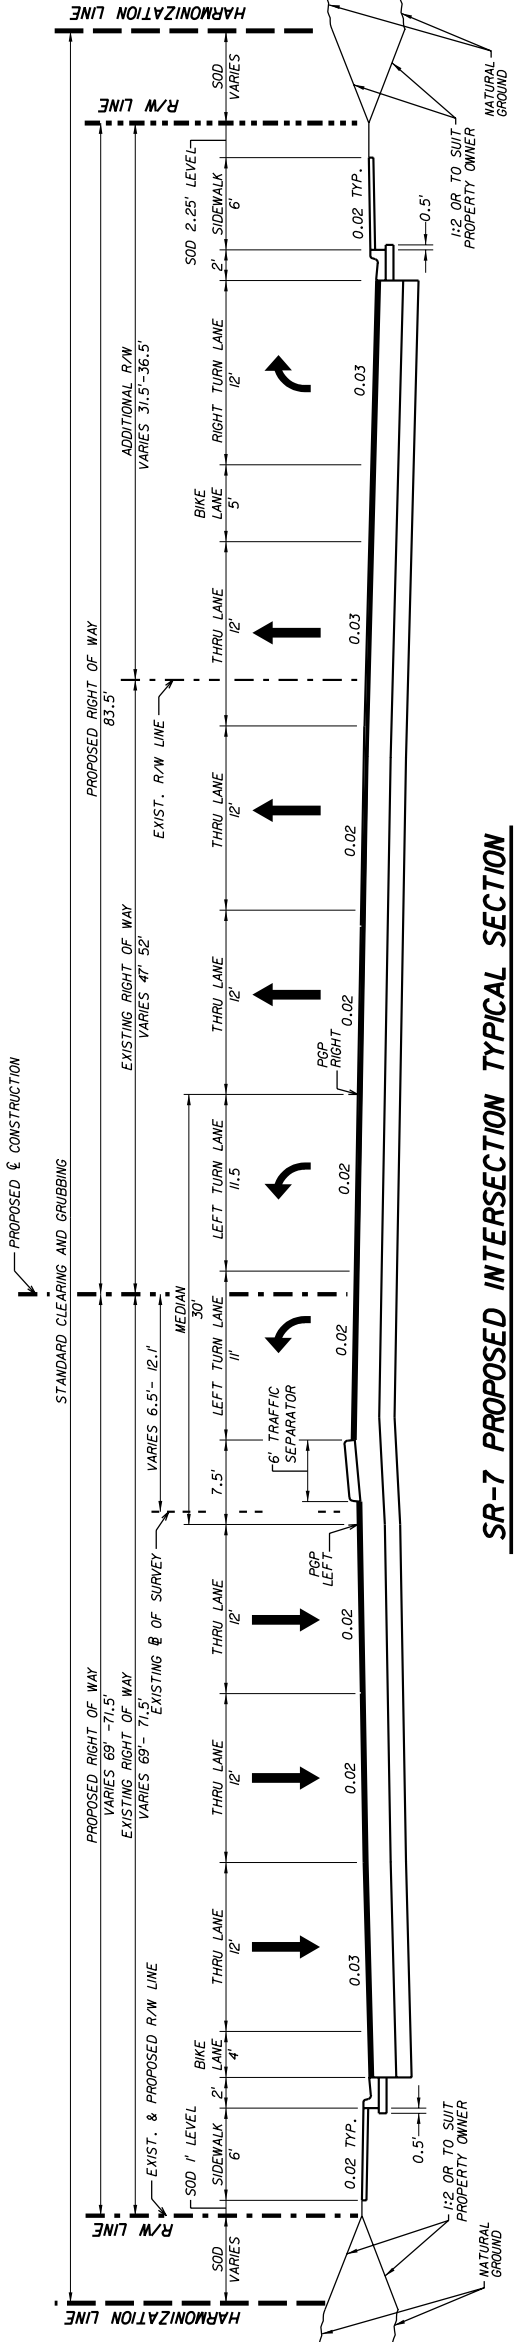 PROPOSED ℄ CONSTRUCTION
STANDARD CLEARING AND GRUBBING
PROPOSED RIGHT OF WAY
VARIES 69' -71.5'
PROPOSED RIGHT OF WAY
83.5'
EXISTING RIGHT OF WAY
VARIES 69'- 71.5'
EXISTING RIGHT OF WAY
VARIES 47' 52'
ADDITIONAL R/W
VARIES 31.5'-36.5'
HARMONIZATION LINE
R/W LINE
EXIST. & PROPOSED R/W LINE
EXISTING B OF SURVEY
VARIES 6.5'- 12.1'
EXIST. R/W LINE
R/W LINE
HARMONIZATION LINE
MEDIAN
30'
SOD
VARIES
SOD 1' LEVEL
SIDEWALK
6'
2'
BIKE
LANE
4'
THRU LANE
12'
THRU LANE
12'
THRU LANE
12'
7.5'
6' TRAFFIC
SEPARATOR
LEFT TURN LANE
11'
LEFT TURN LANE
11.5
THRU LANE
12'
THRU LANE
12'
THRU LANE
12'
BIKE
LANE
5'
RIGHT TURN LANE
12'
2'
SIDEWALK
6'
SOD 2.25' LEVEL
SOD
VARIES
0.02 TYP.
0.03
0.02
0.02
PGP
LEFT
0.02
0.02
PGP
RIGHT
0.02
0.02
0.03
0.03
0.02 TYP.
NATURAL
GROUND
1:2 OR TO SUIT
PROPERTY OWNER
0.5'
0.5'
1:2 OR TO SUIT
PROPERTY OWNER
NATURAL
GROUND
SR-7 PROPOSED INTERSECTION TYPICAL SECTION